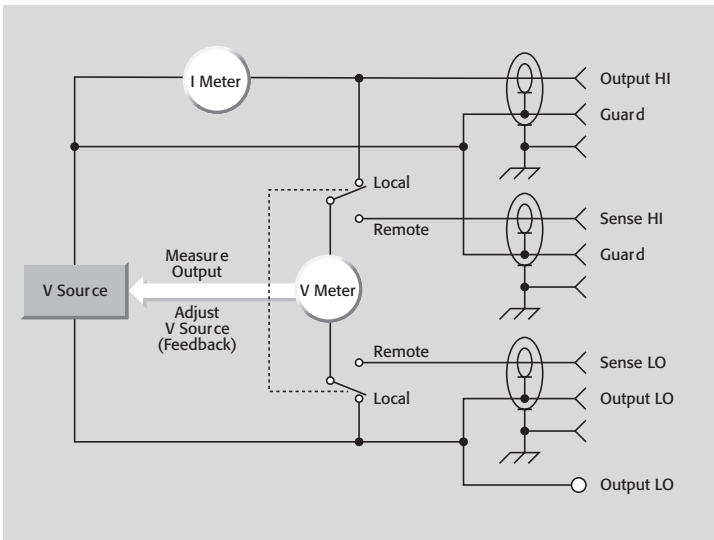 I Meter
Output HI
Guard
Local
Remote
Sense HI
Guard
Measure
Output
V Source
V Meter
Adjust
V Source
(Feedback)
Remote
Local
Sense LO
Output LO
Output LO